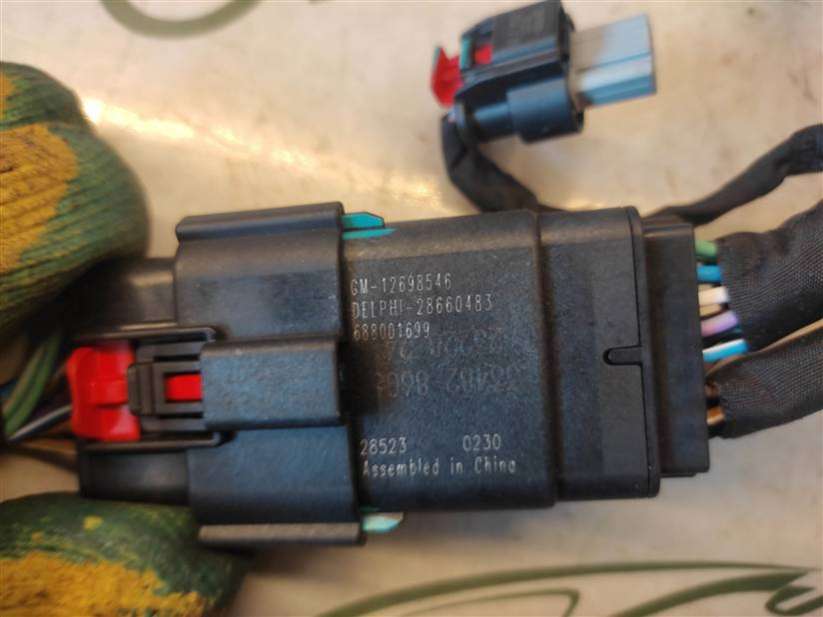 GM-12698546
DELPHI-28660483
688001699
28523 0230
Assembled in China